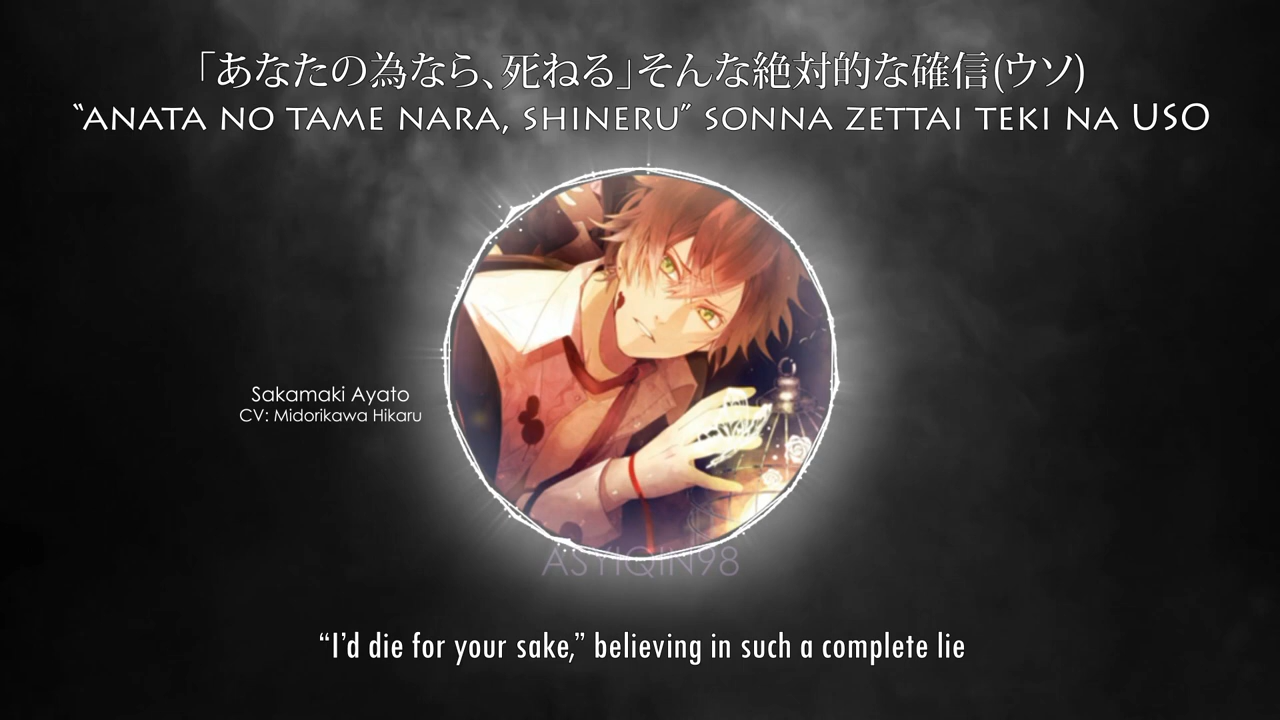 「あなたの為なら、死ねる」そんな絶対的な確信(ウソ)
“ANATA NO TAME NARA, SHINERU” SONNA ZETTAI TEKI NA USO
Sakamaki Ayato
CV: Midorikawa Hikaru
ASYIQIN98
“I’d die for your sake,” believing in such a complete lie